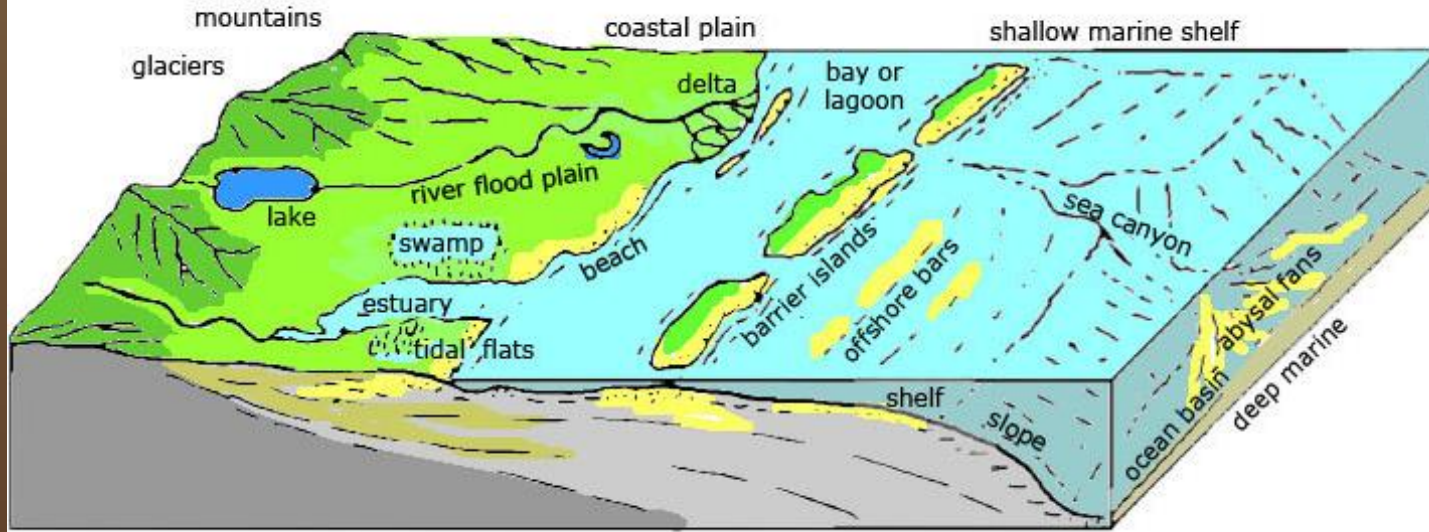 mountains
coastal plain
shallow marine shelf
glaciers
delta
bay or
lagoon
river flood plain
lake
sea canyon
swamp
beach
barrier islands
offshore bars
abysal fans
estuary
tidal flats
shelf
slope
ocean basin
deep marine